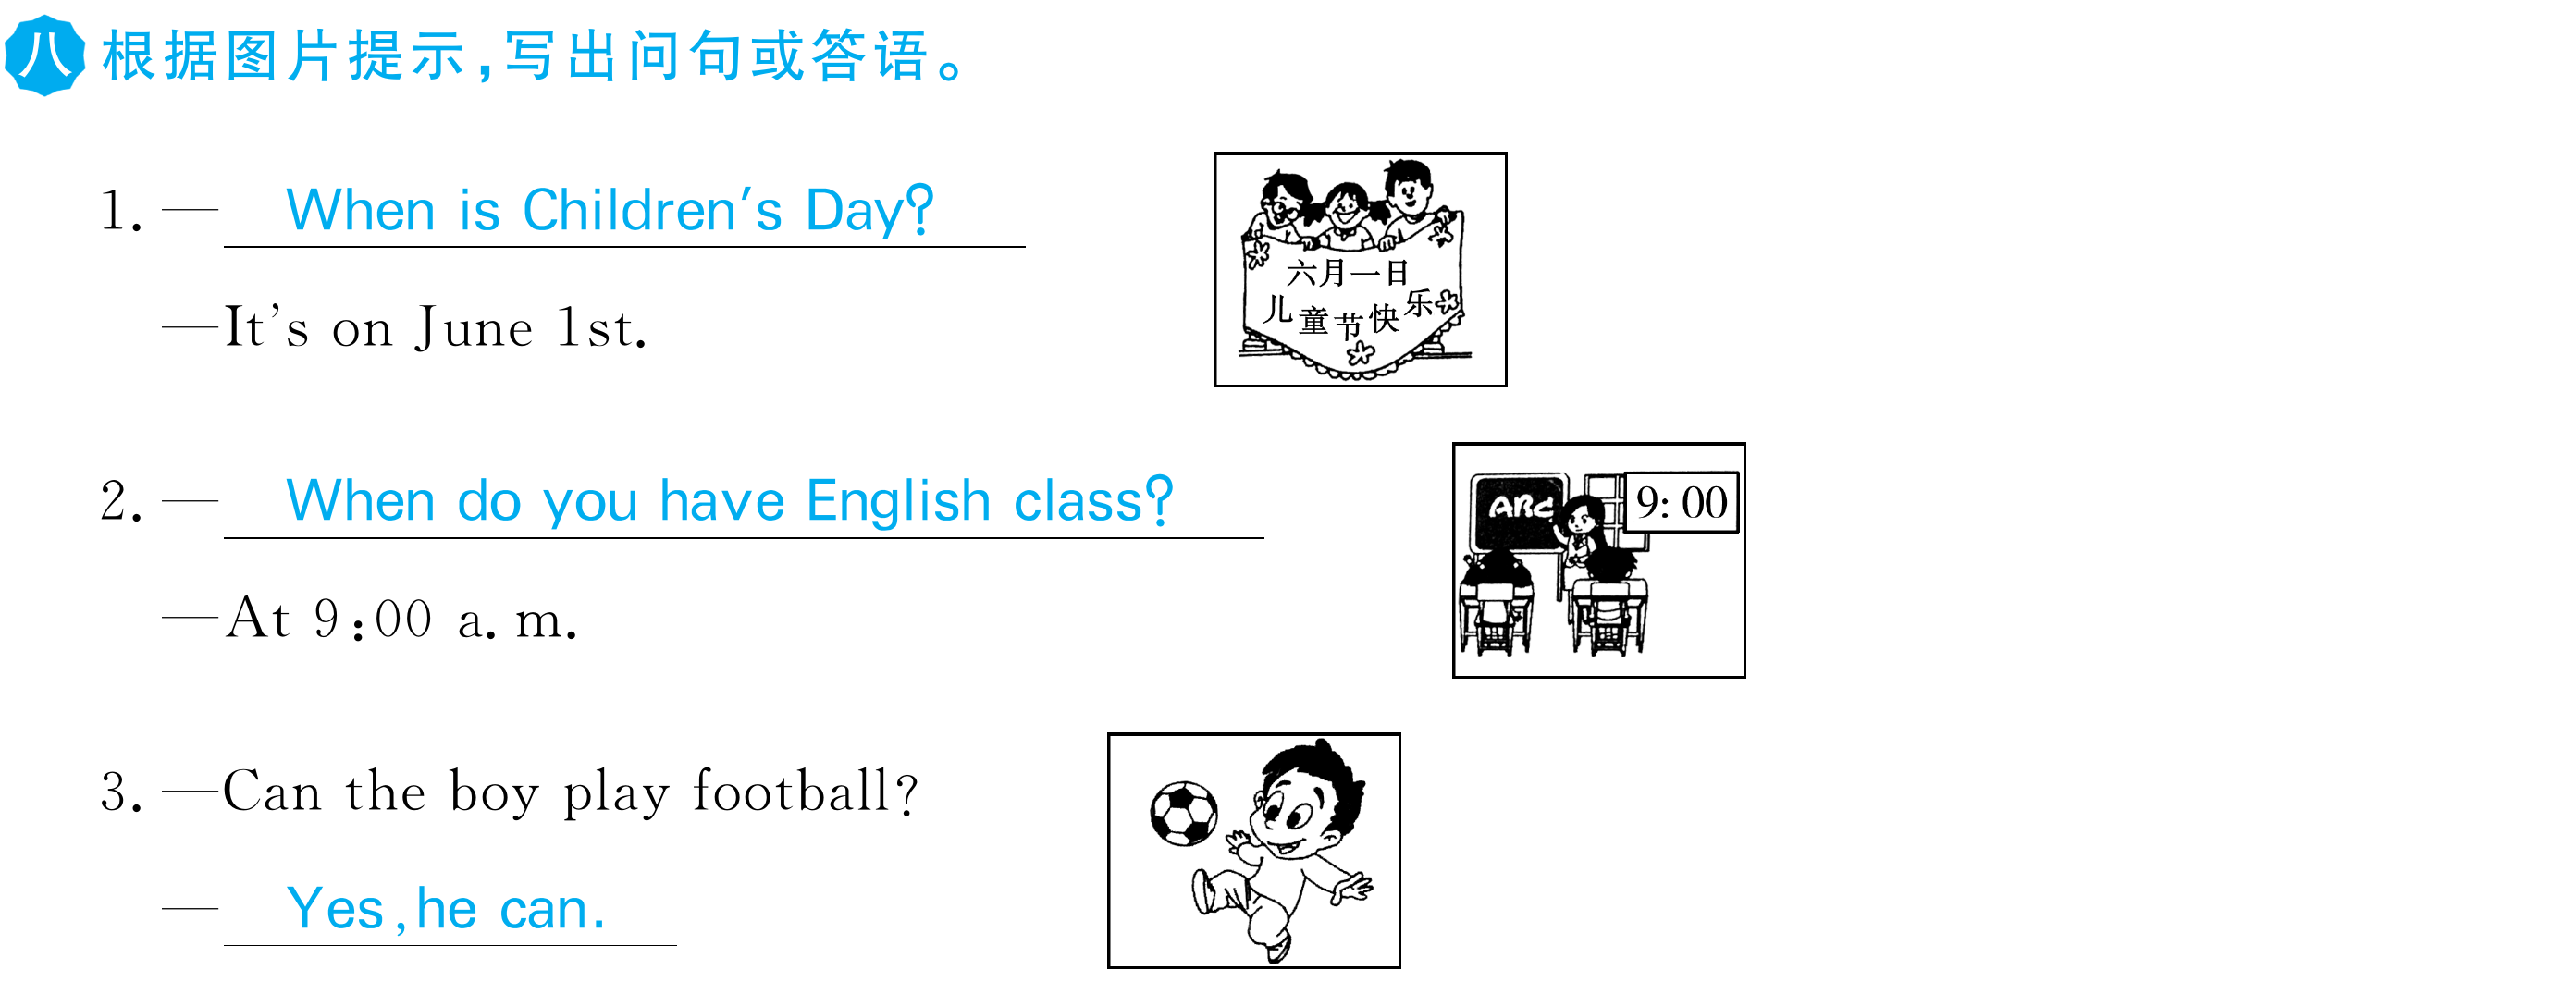 八 根据图片提示,写出问句或答语。
1. — When is Children's Day?
六月一日
儿童节快乐
—It's on June 1st.
2. — When do you have English class?
ABC
9:00
—At 9:00 a. m.
3. —Can the boy play football?
— Yes,he can.